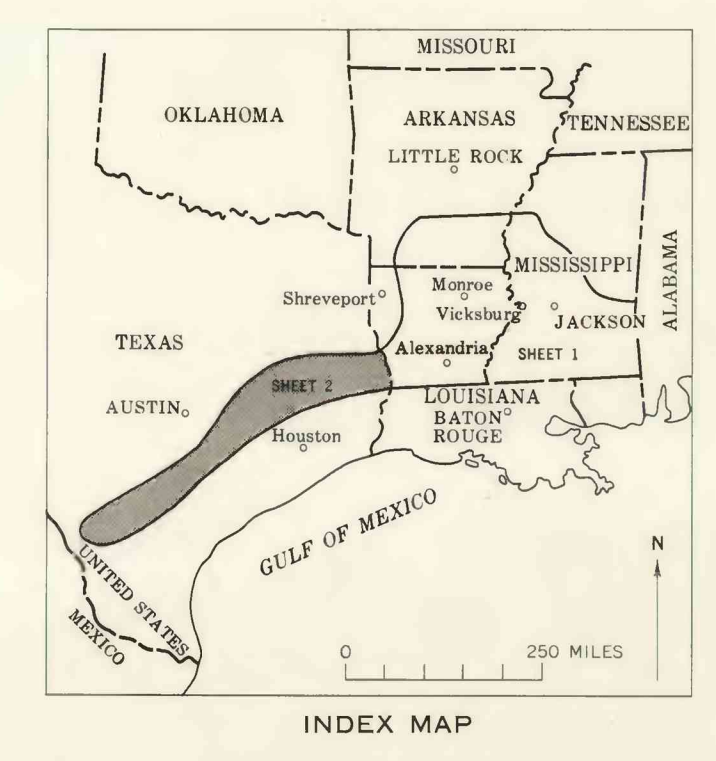 MISSOURI
OKLAHOMA
ARKANSAS
TENNESSEE
LITTLE ROCK
MISSISSIPPI
ALABAMA
Shreveport
Monroe
Vicksburg
JACKSON
TEXAS
Alexandria
SHEET 1
SHEET 2
AUSTIN
LOUISIANA
BATON
ROUGE
Houston
GULF OF MEXICO
UNITED STATES
MEXICO
N
0 250 MILES
INDEX MAP